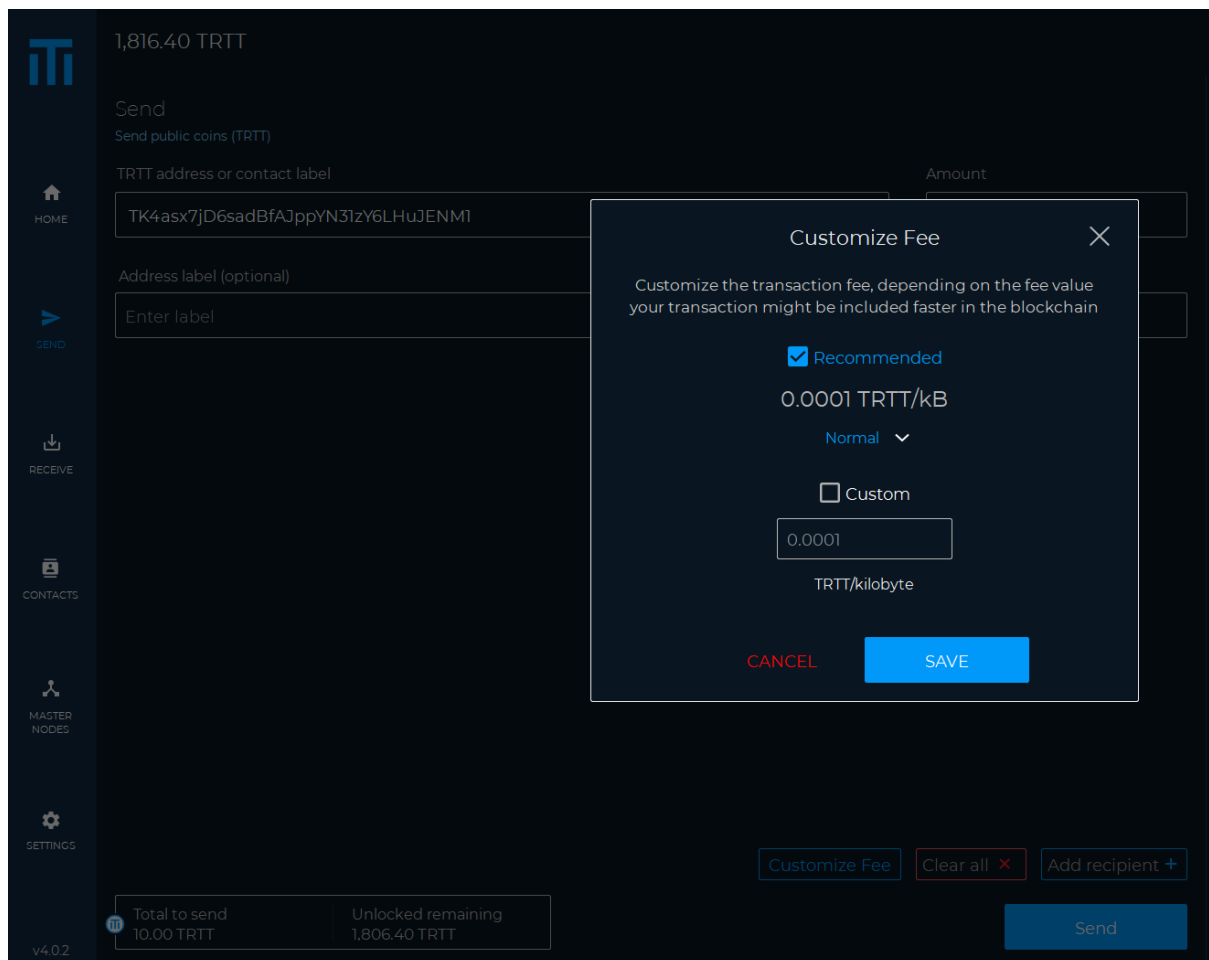 iTi
1,816.40 TRTT
Send
Send public coins (TRTT)
TRTT address or contact label
Amount
TK4asx7jD6sadBfAJppYN31zY6LHuJENM1
Address label (optional)
Enter label
HOME
SEND
RECEIVE
CONTACTS
MASTER
NODES
SETTINGS
v4.0.2
Customize Fee
Customize the transaction fee, depending on the fee value
your transaction might be included faster in the blockchain
Recommended
0.0001 TRTT/kB
Normal
Custom
0.0001
TRTT/kilobyte
CANCEL
SAVE
Customize Fee
Clear all
Add recipient +
Total to send
10.00 TRTT
Unlocked remaining
1,806.40 TRTT
Send